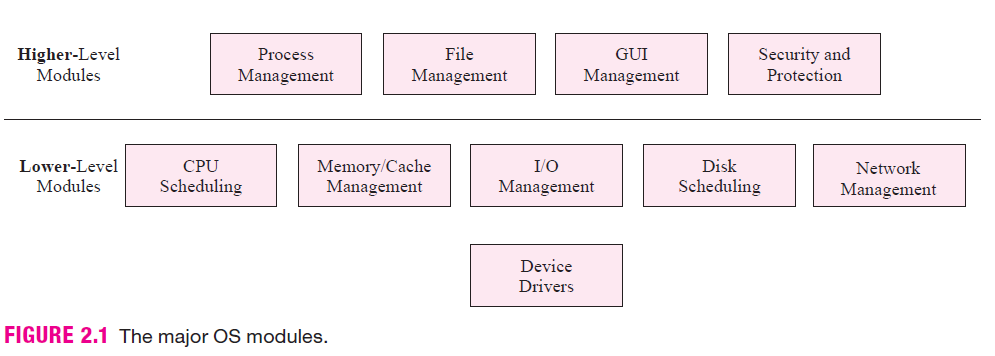 Higher-Level
Modules
Process
Management
File
Management
GUI
Management
Security and
Protection
Lower-Level
Modules
CPU
Scheduling
Memory/Cache
Management
I/O
Management
Disk
Scheduling
Network
Management
Device
Drivers
FIGURE 2.1 The major OS modules.